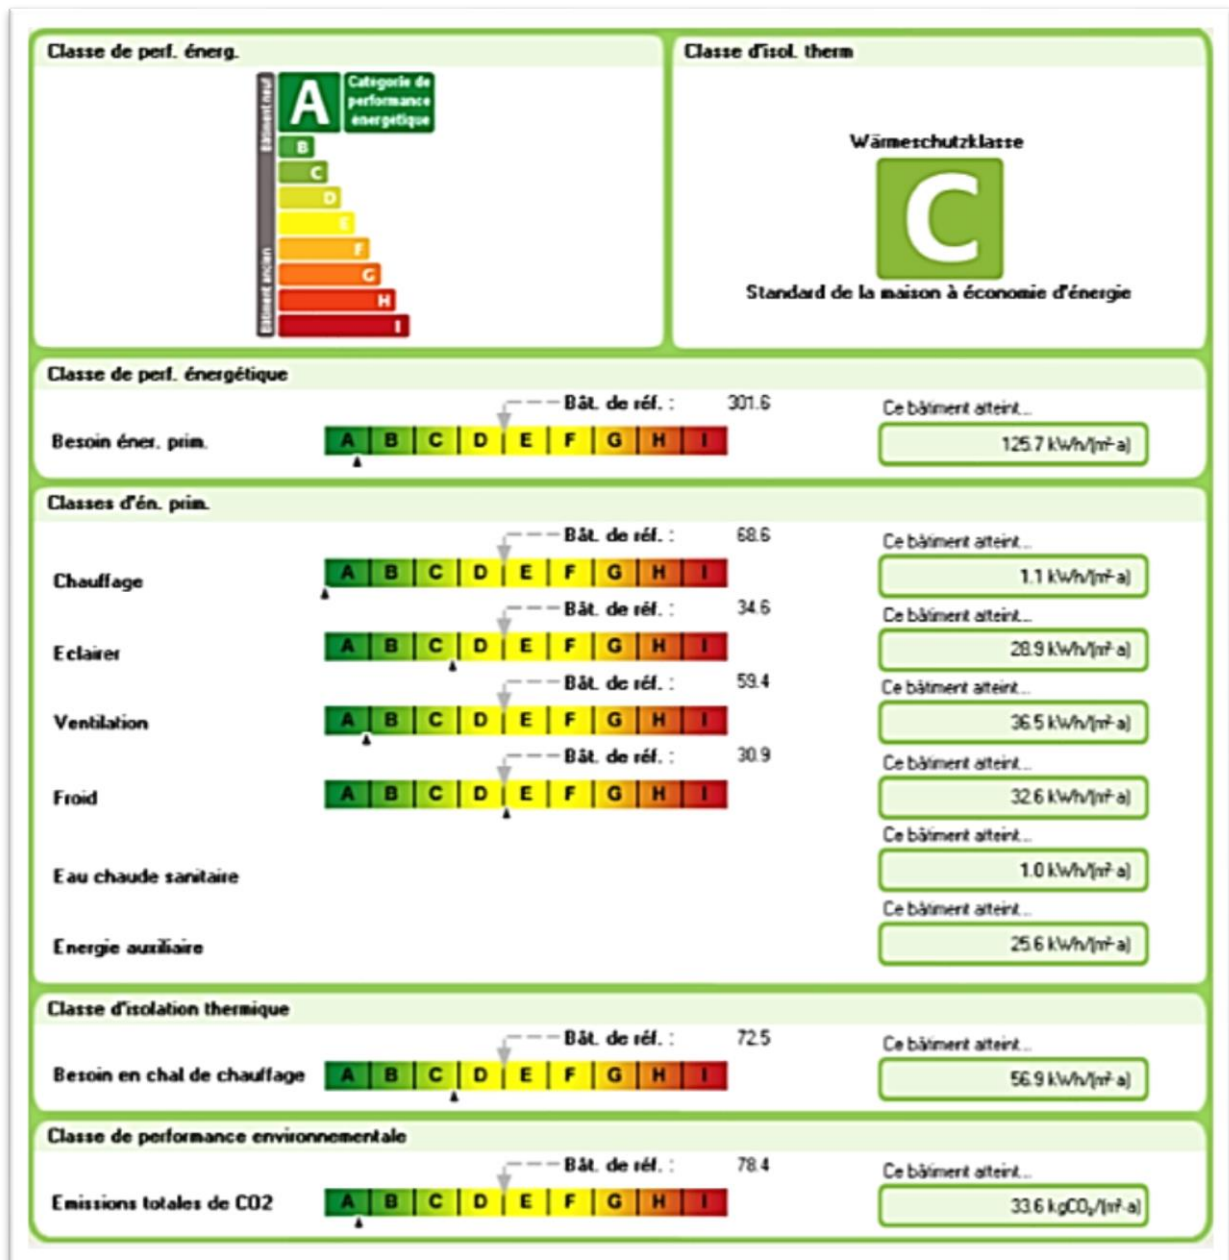 Classe de perf. énerg.
Bâtiment neuf
Bâtiment ancien
A
Categorie de
performance
energetique
B
C
D
E
F
G
H
I
Classe d'isol. therm
Wärmeschutzklasse
C
Standard de la maison à économie d'énergie
Classe de perf. énergétique
Bât. de réf. : 301.6
Ce bâtiment atteint...
Besoin éner. prim. A B C D E F G H I 125.7 kWh/(m²·a)
Classes d'én. prim.
Bât. de réf. : 68.6
Ce bâtiment atteint...
Chauffage A B C D E F G H I 1.1 kWh/(m²·a)
Bât. de réf. : 34.6
Ce bâtiment atteint...
Eclairer A B C D E F G H I 28.9 kWh/(m²·a)
Bât. de réf. : 59.4
Ce bâtiment atteint...
Ventilation A B C D E F G H I 36.5 kWh/(m²·a)
Bât. de réf. : 30.9
Ce bâtiment atteint...
Froid A B C D E F G H I 32.6 kWh/(m²·a)
Ce bâtiment atteint...
Eau chaude sanitaire 1.0 kWh/(m²·a)
Ce bâtiment atteint...
Energie auxiliaire 25.6 kWh/(m²·a)
Classe d'isolation thermique
Bât. de réf. : 72.5
Ce bâtiment atteint...
Besoin en chal de chauffage A B C D E F G H I 56.9 kWh/(m²·a)
Classe de performance environnementale
Bât. de réf. : 78.4
Ce bâtiment atteint...
Emissions totales de CO2 A B C D E F G H I 33.6 kgCO₂/(m²·a)